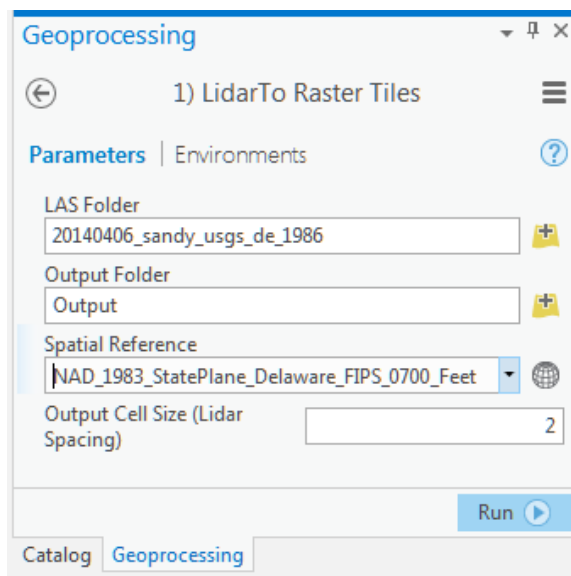 Geoprocessing
1) LidarTo Raster Tiles
Parameters | Environments
LAS Folder
20140406_sandy_usgs_de_1986
Output Folder
Output
Spatial Reference
NAD_1983_StatePlane_Delaware_FIPS_0700_Feet
Output Cell Size (Lidar
Spacing)
2
Run
Catalog Geoprocessing